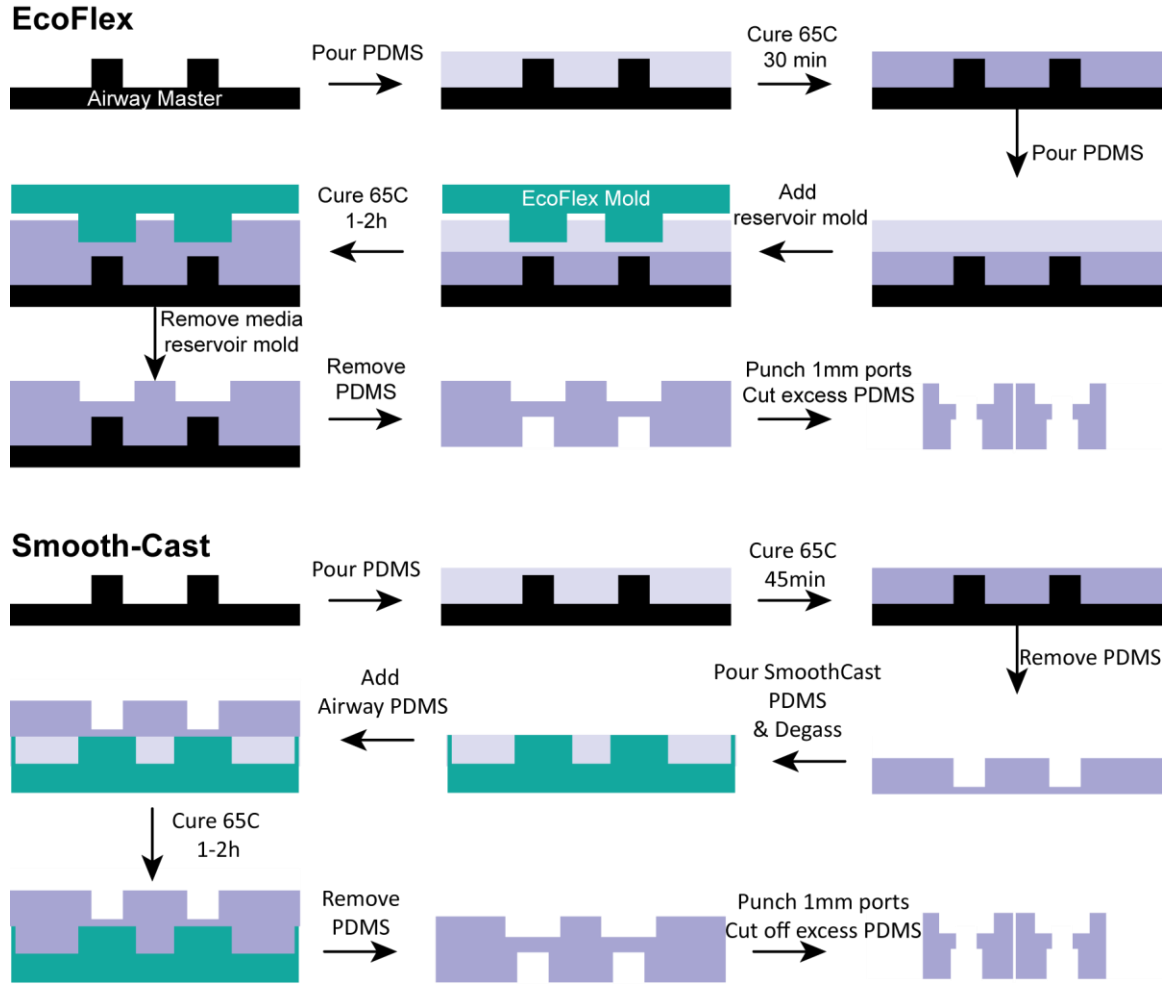 EcoFlex
Airway Master
Pour PDMS
Cure 65C
30 min
Pour PDMS
Add
reservoir mold
EcoFlex Mold
Cure 65C
1-2h
Remove media
reservoir mold
Remove
PDMS
Punch 1mm ports
Cut excess PDMS
Smooth-Cast
Pour PDMS
Cure 65C
45min
Remove PDMS
Pour SmoothCast
PDMS
& Degass
Add
Airway PDMS
Cure 65C
1-2h
Remove
PDMS
Punch 1mm ports
Cut off excess PDMS